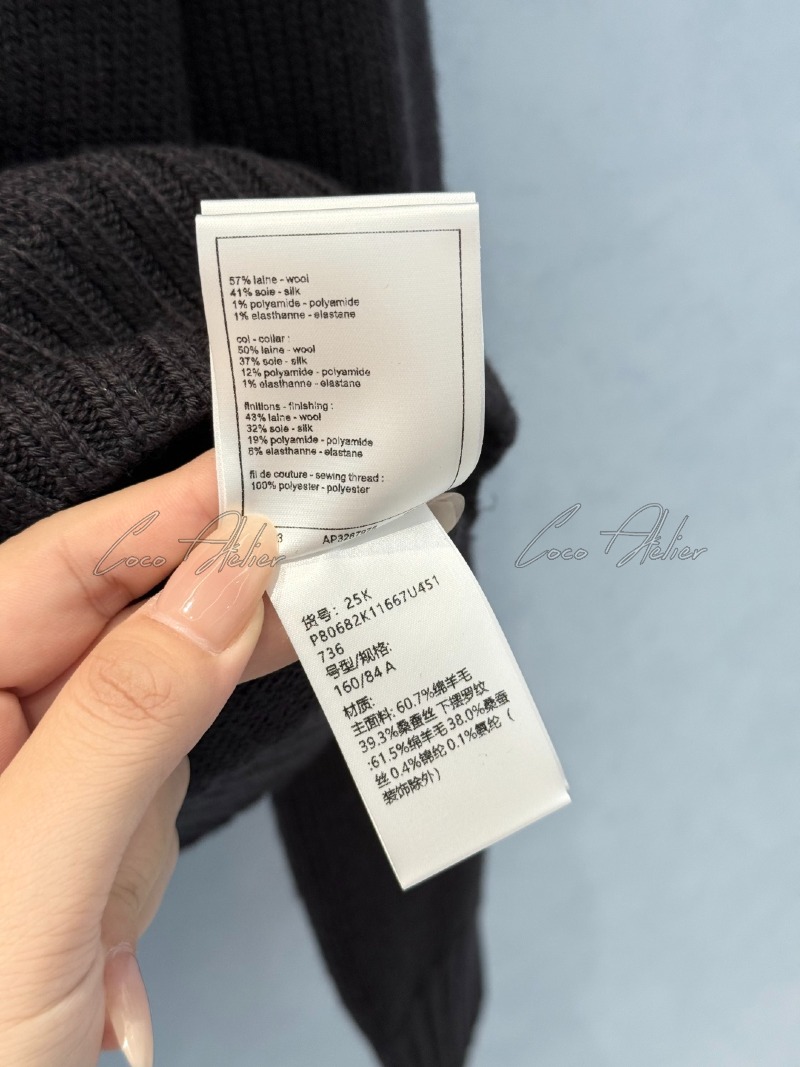 57% laine - wool
41% soie - silk
1% polyamide - polyamide
1% elasthanne - elastane
col - collar :
50% laine - wool
37% soie - silk
12% polyamide - polyamide
1% elasthanne - elastane
finitions - finishing :
43% laine - wool
32% soie - silk
19% polyamide - polyamide
6% elasthanne - elastane
fil de couture - sewing thread :
100% polyester - polyester
3
Coco Atelier
Coco Atelier
货号: 25K
P80682K11667U451
736
号型/规格:
160/84 A
材质:
主面料: 60.7%绵羊毛
39.3%桑蚕丝 下摆罗纹
:61.5%绵羊毛 38.0%桑蚕
丝 0.4%锦纶 0.1%氨纶（
装饰除外）